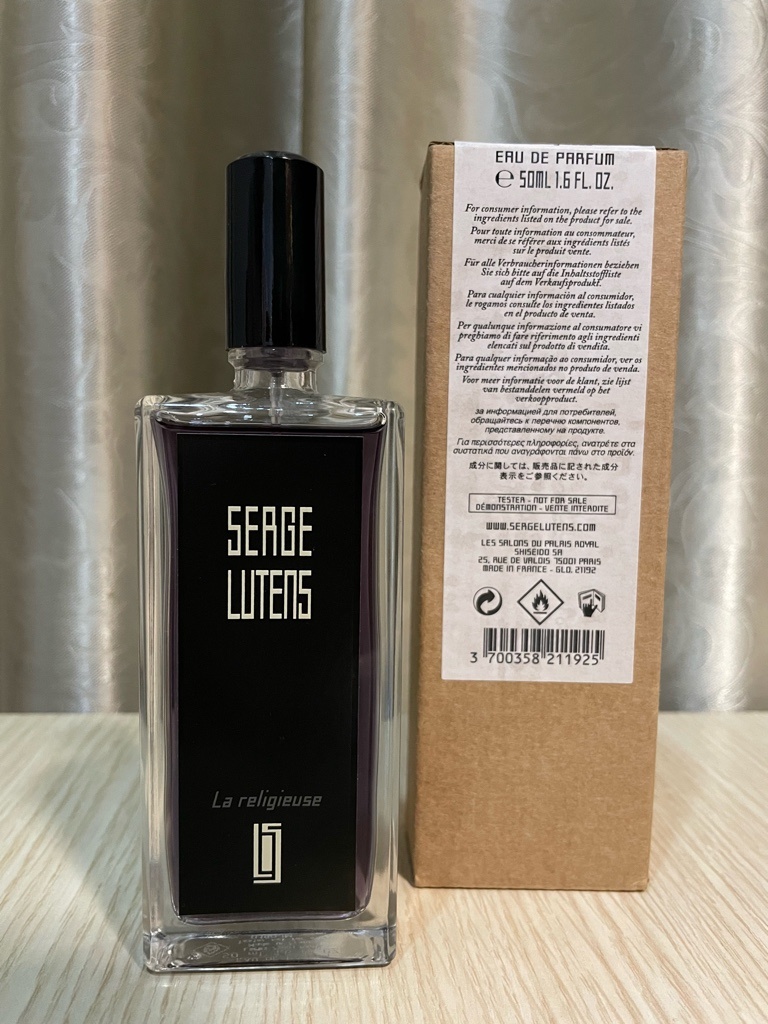 SERGE
LUTENS
La religieuse
EAU DE PARFUM
℮ 50ML 1.6 FL. OZ.
For consumer information, please refer to the
ingredients listed on the product for sale.
Pour toute information au consommateur,
merci de se référer aux ingrédients listés
sur le produit vente.
Für alle Verbraucherinformationen beziehen
Sie sich bitte auf die Inhaltsstoffliste
auf dem Verkaufsprodukt.
Para cualquier información al consumidor,
le rogamos consulte los ingredientes listados
en el producto de venta.
Per qualunque informazione al consumatore vi
preghiamo di fare riferimento agli ingredienti
elencati sul prodotto di vendita.
Para qualquer informação ao consumidor, ver os
ingredientes mencionados no produto de venda.
Voor meer informatie voor de klant, zie lijst
van bestanddelen vermeld op het
verkoopproduct.
за информацией для потребителей,
обращайтесь к перечню компонентов,
представленному на продукте.
Για περισσότερες πληροφορίες, ανατρέτε στα
συστατικά που αναγράφονται πάνω στο προϊόν.
成分に関しては、販売品に記された成分
表示をご参照ください。
TESTER - NOT FOR SALE
DÉMONSTRATION - VENTE INTERDITE
WWW.SERGELUTENS.COM
LES SALONS DU PALAIS ROYAL
SHISEIDO SA
25, RUE DE VALOIS 75001 PARIS
MADE IN FRANCE - GLO. 21192
3 700358 211925